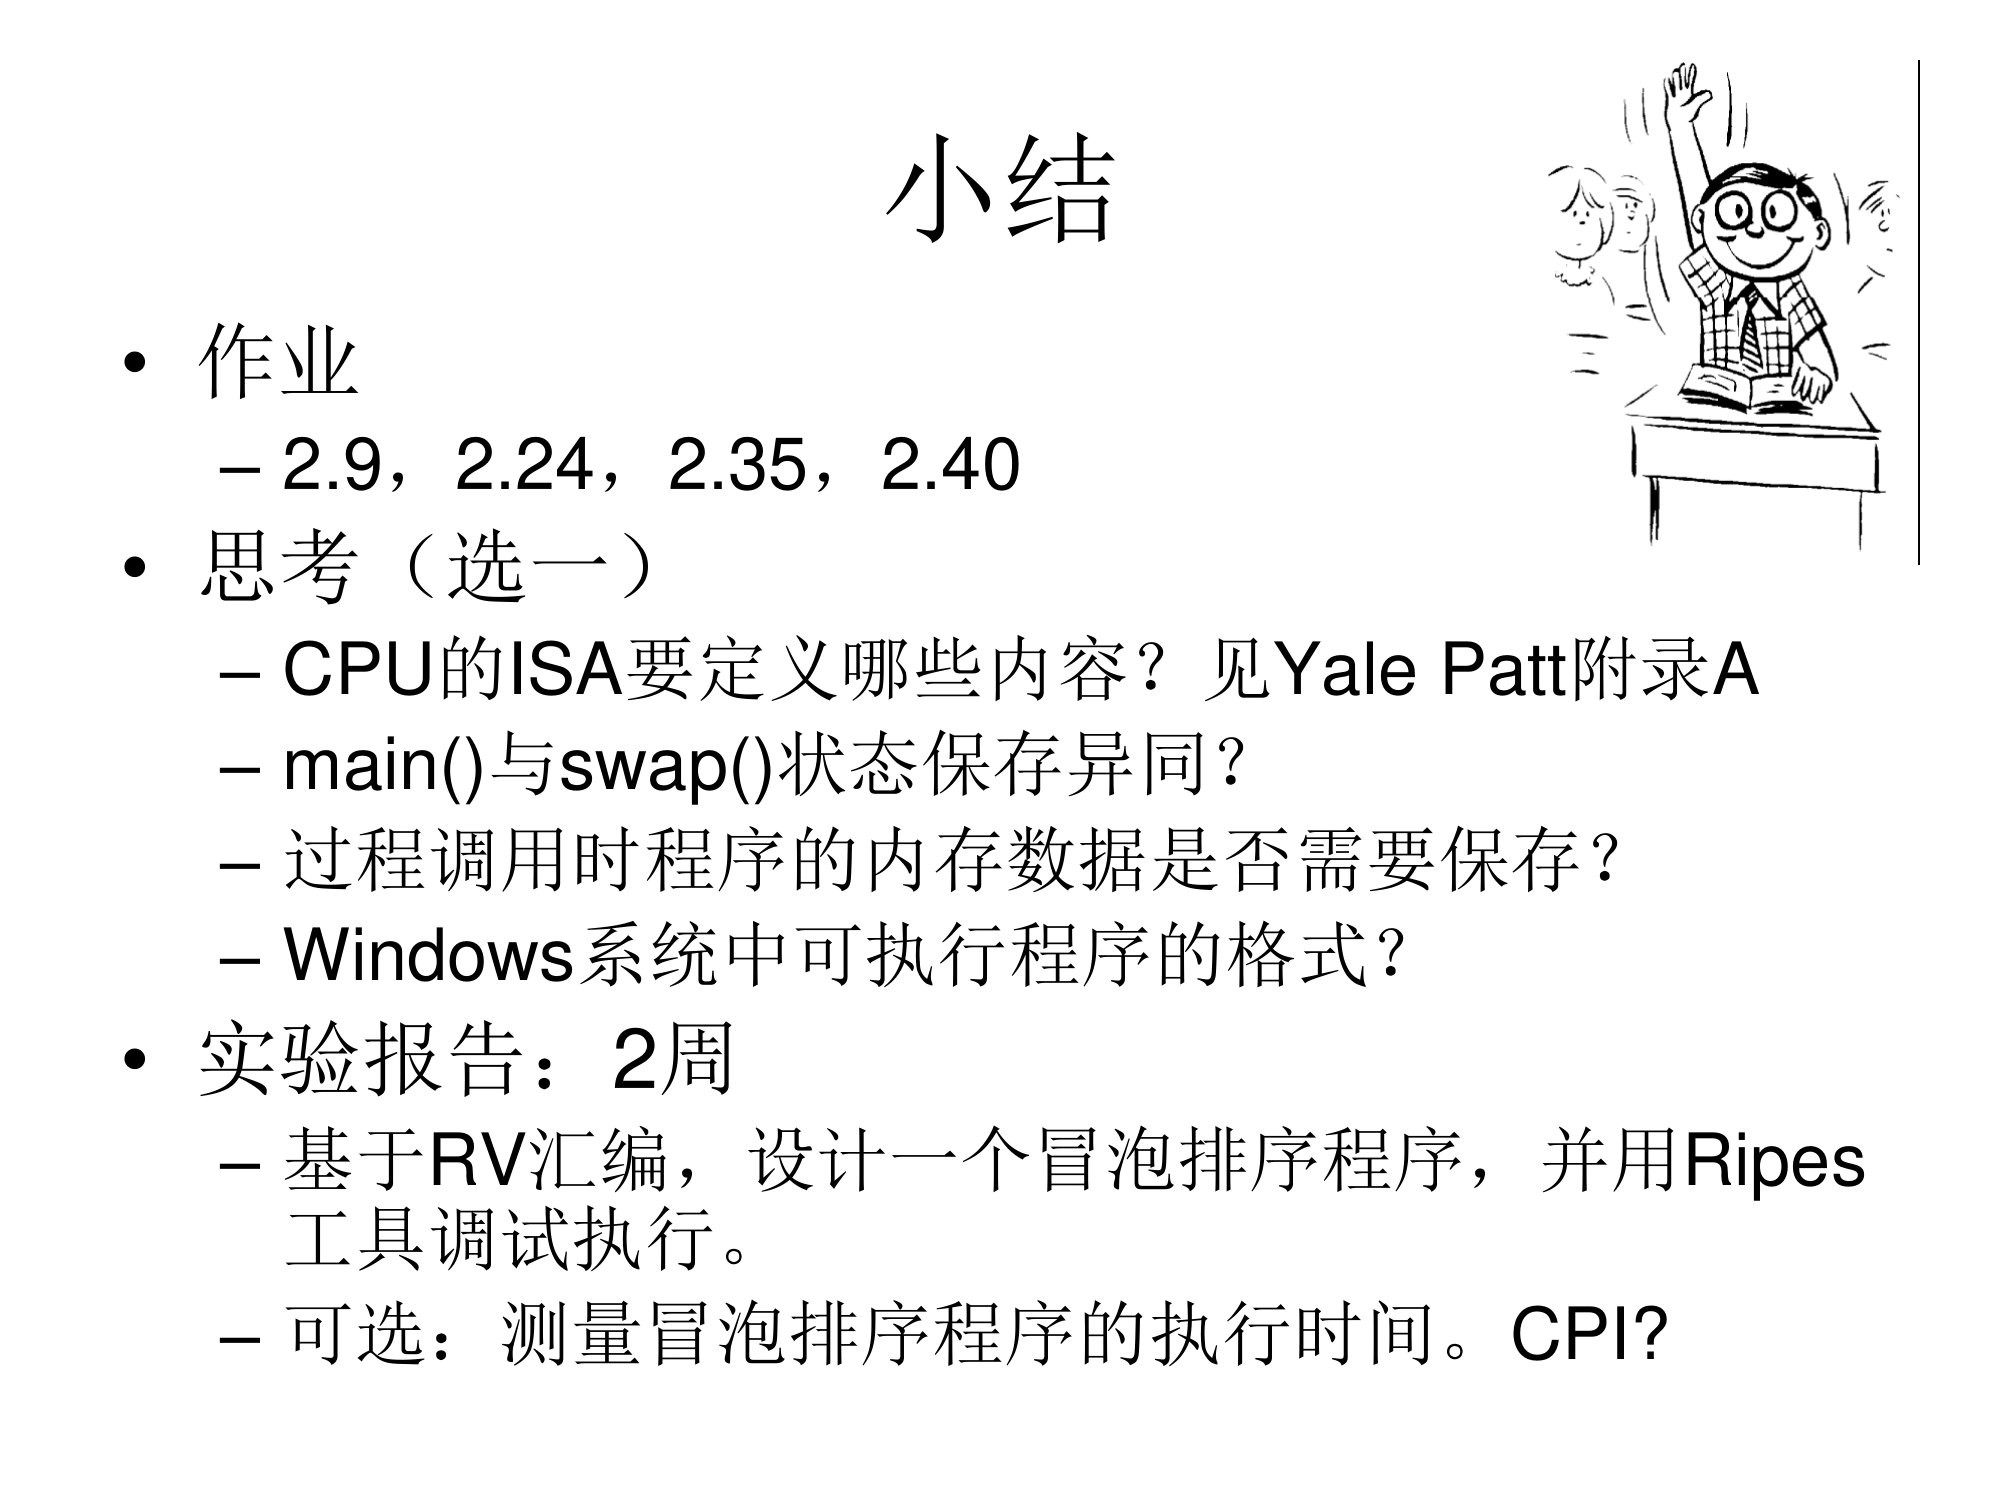 小结
• 作业
– 2.9，2.24，2.35，2.40
• 思考（选一）
– CPU的ISA要定义哪些内容？见Yale Patt附录A
– main()与swap()状态保存异同？
– 过程调用时程序的内存数据是否需要保存？
– Windows系统中可执行程序的格式？
• 实验报告：2周
– 基于RV汇编，设计一个冒泡排序程序，并用Ripes
工具调试执行。
– 可选：测量冒泡排序程序的执行时间。CPI?